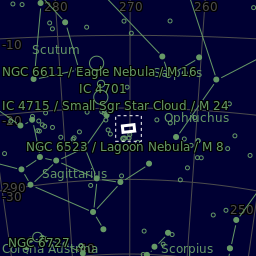 280
270
260
-10
Scutum
NGC 6611 / Eagle Nebula / M 16
IC 4701
IC 4715 / Small Sgr Star Cloud / M 24
-20
Ophiuchus
NGC 6523 / Lagoon Nebula / M 8
Sagittarius
290
-30
250
NGC 6727
Corona Austrina
Scorpius